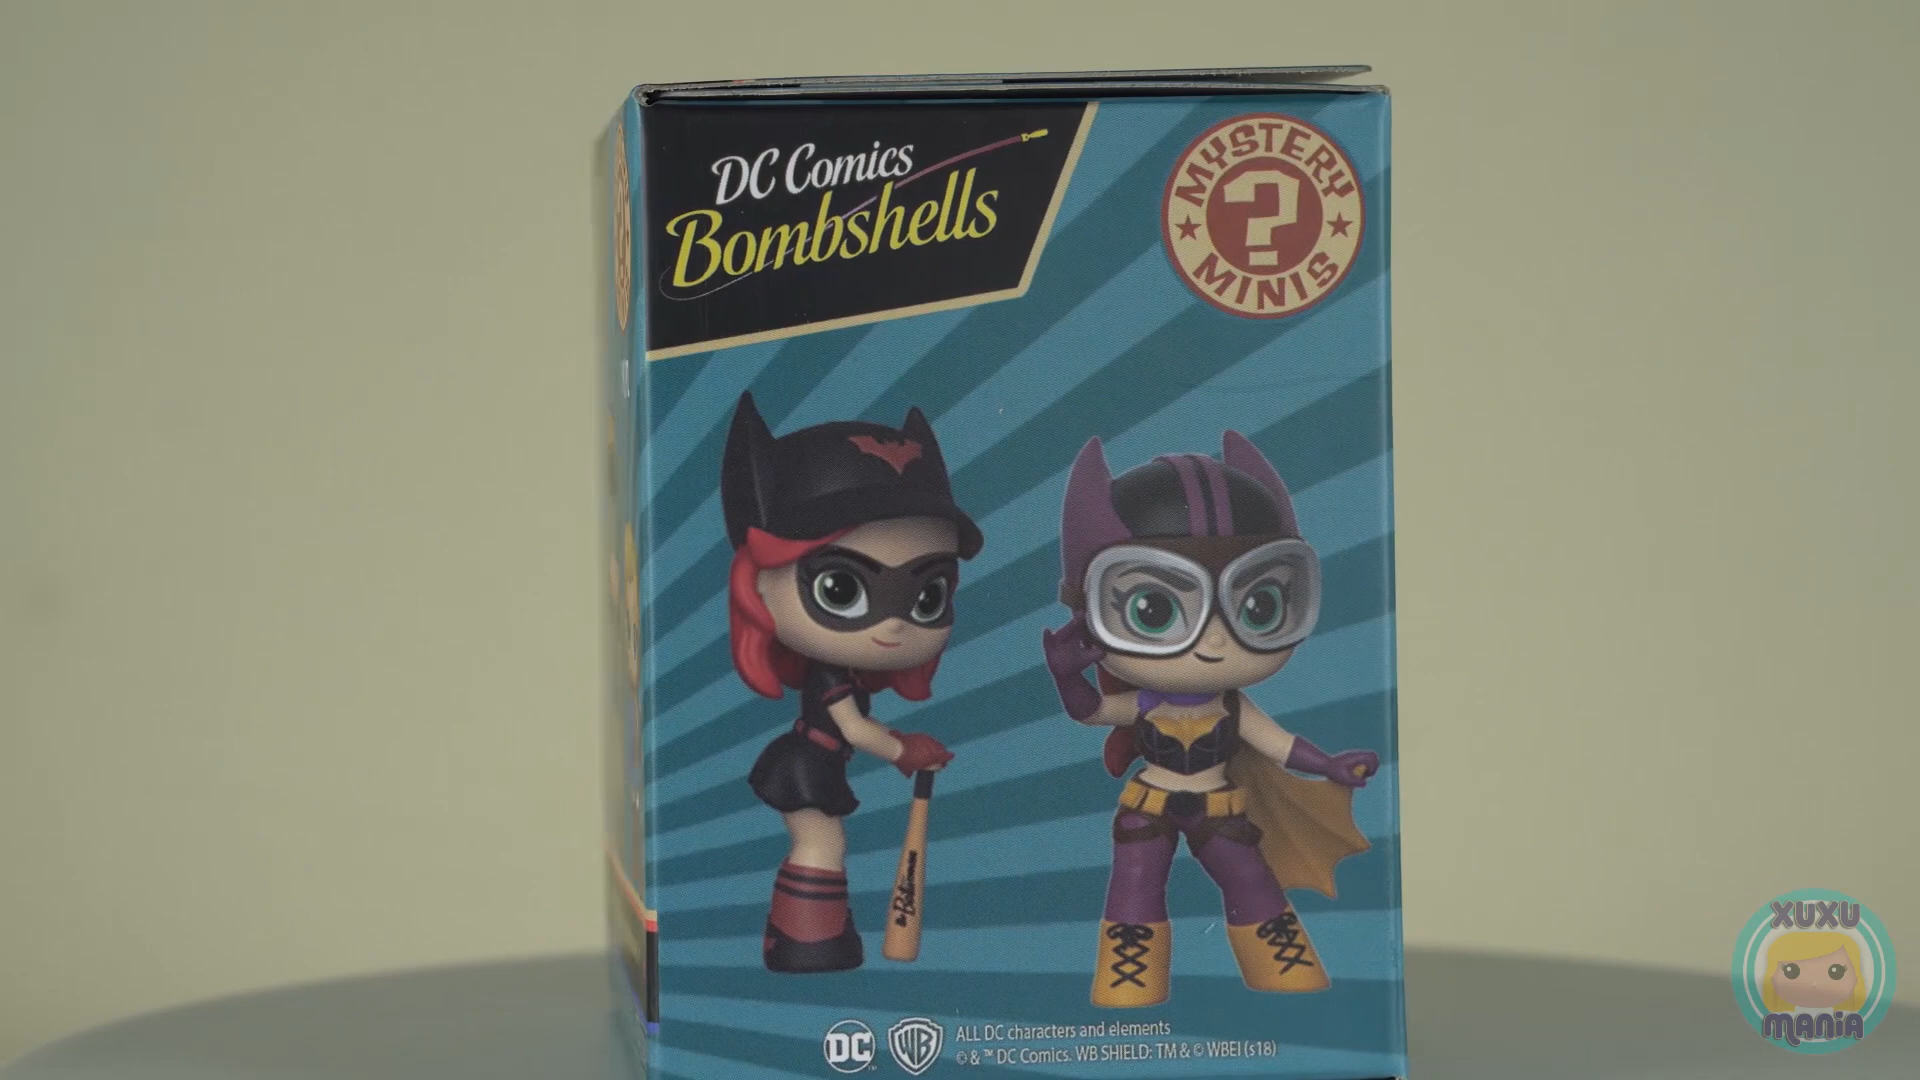 DC Comics
Bombshells
MYSTERY
?
MINIS
DC™
WB
ALL DC characters and elements
© & ™ DC Comics. WB SHIELD: TM & © WBEI (s18)
XUXU
MANiA